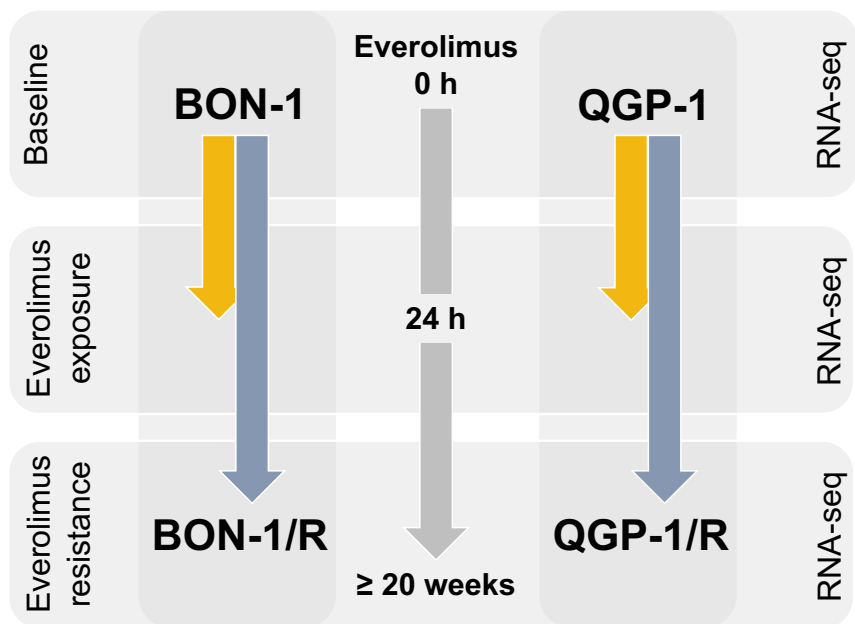 Baseline
BON-1
Everolimus
0 h
QGP-1
RNA-seq
Everolimus
exposure
24 h
RNA-seq
Everolimus
resistance
BON-1/R
≥ 20 weeks
QGP-1/R
RNA-seq